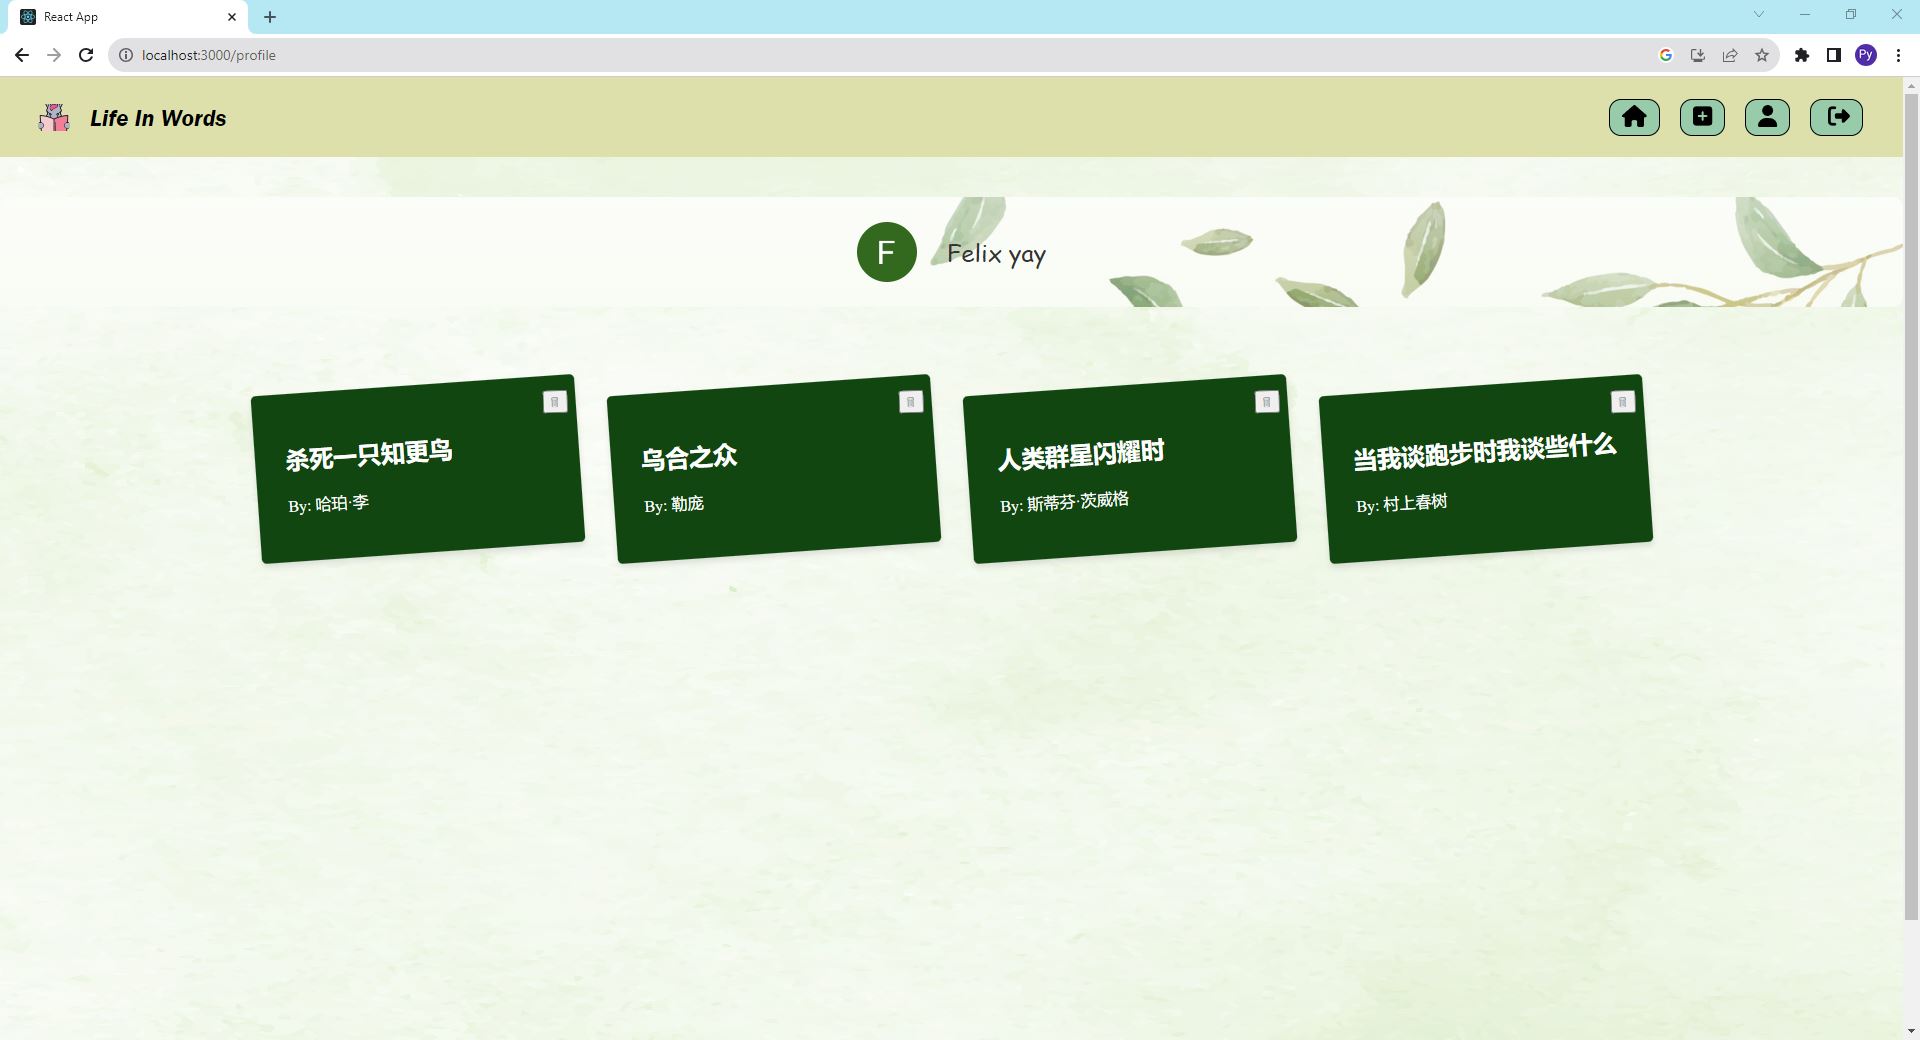 React App
localhost:3000/profile
Py
Life In Words
F
Felix yay
杀死一只知更鸟
By: 哈珀·李
乌合之众
By: 勒庞
人类群星闪耀时
By: 斯蒂芬·茨威格
当我谈跑步时我谈些什么
By: 村上春树